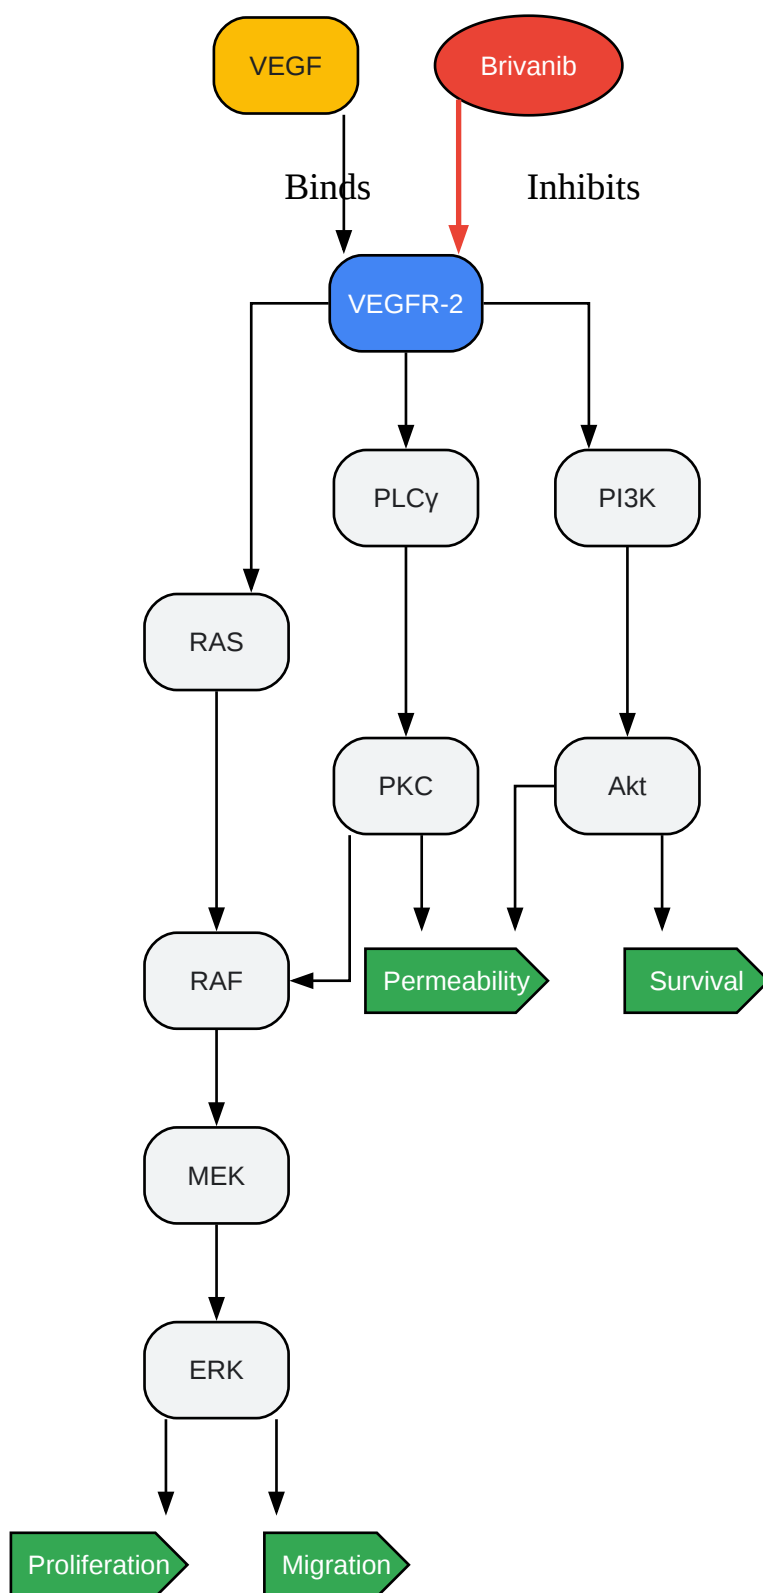 VEGF
Brivanib
Binds
Inhibits
VEGFR-2
PLCγ
PI3K
RAS
PKC
Akt
RAF
Permeability
Survival
MEK
ERK
Proliferation
Migration